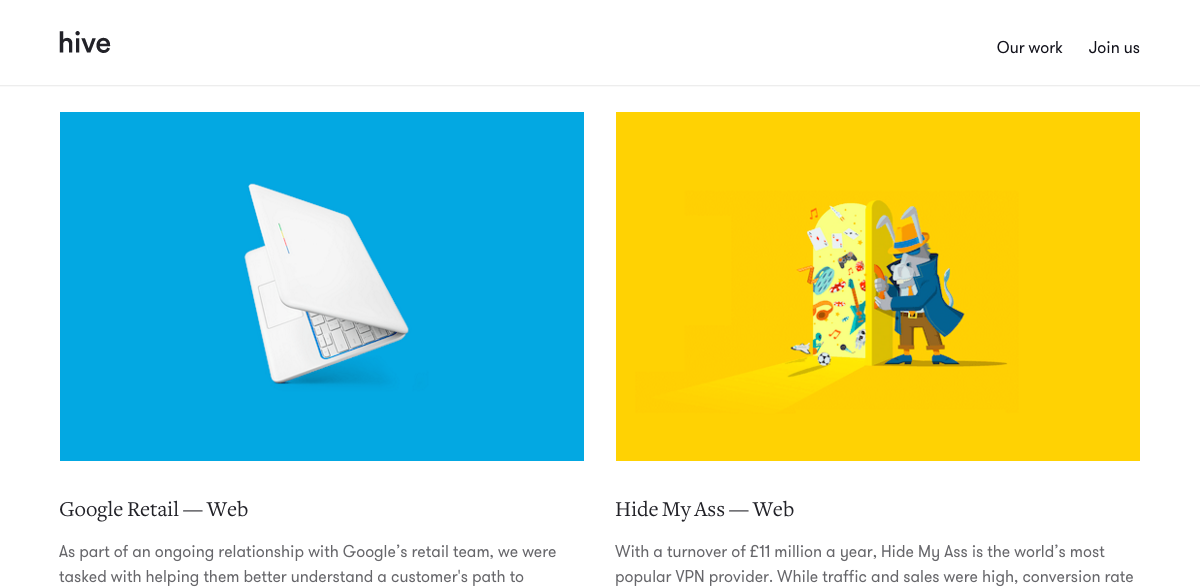 hive
Our work
Join us
Google Retail — Web
As part of an ongoing relationship with Google’s retail team, we were
tasked with helping them better understand a customer's path to
Hide My Ass — Web
With a turnover of £11 million a year, Hide My Ass is the world’s most
popular VPN provider. While traffic and sales were high, conversion rate